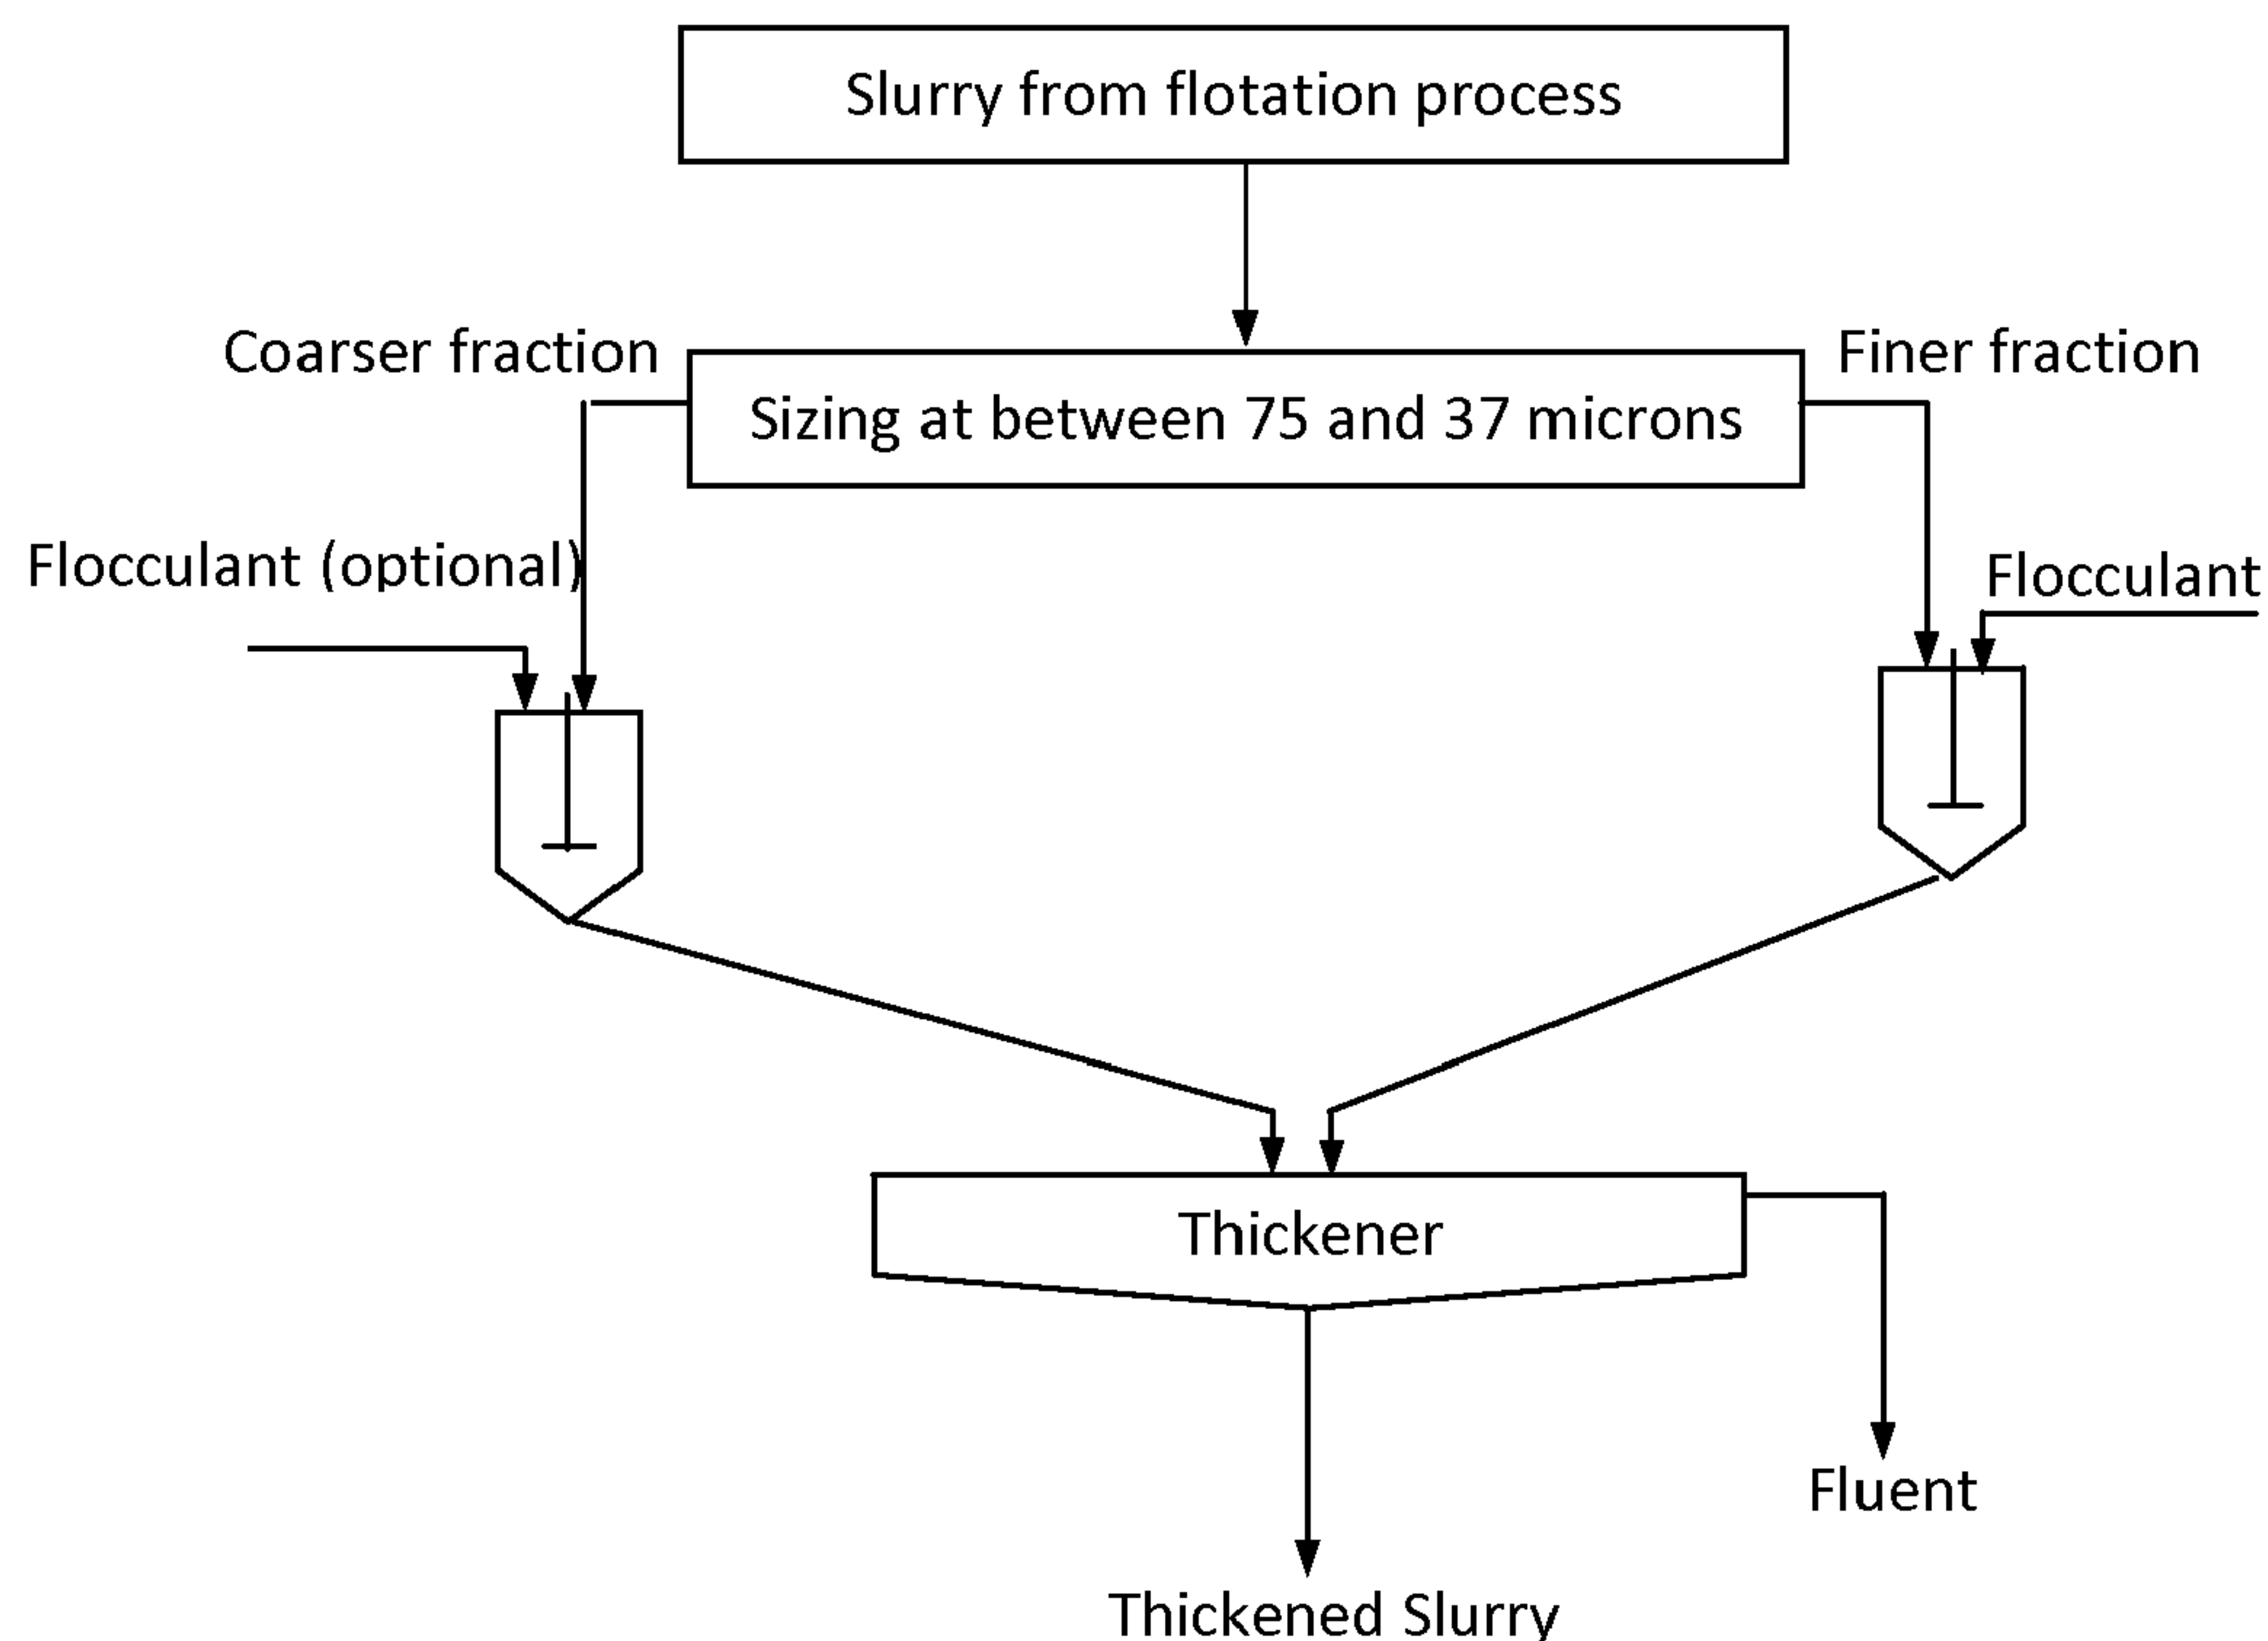 Slurry from flotation process
Coarser fraction
Sizing at between 75 and 37 microns
Finer fraction
Flocculant (optional)
Flocculant
Thickener
Fluent
Thickened Slurry